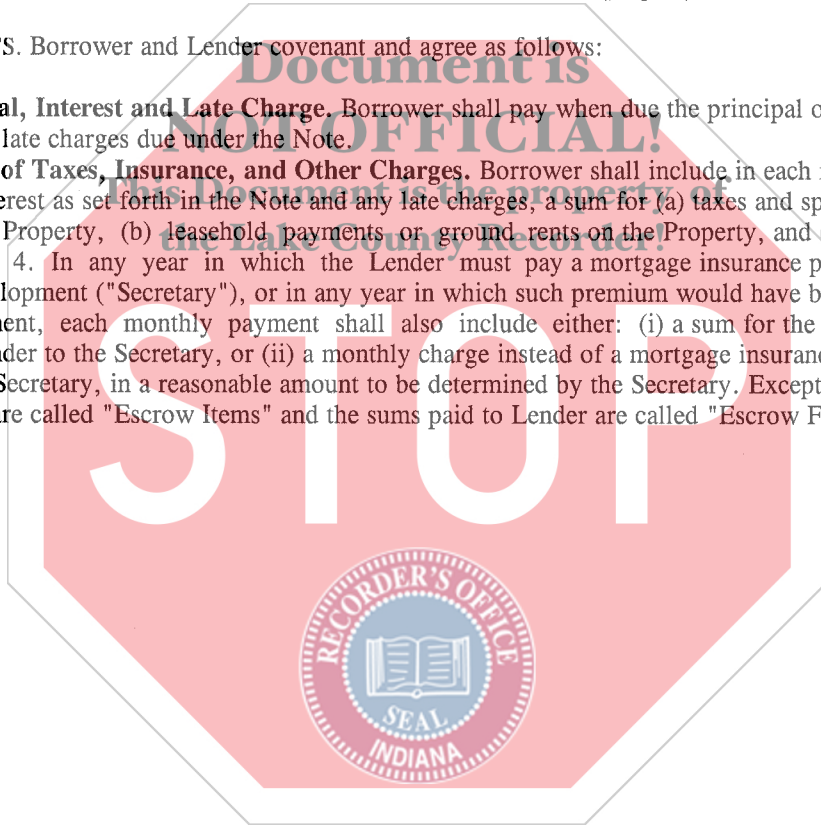 'S. Borrower and Lender covenant and agree as follows:
Document is
al, Interest and Late Charge. Borrower shall pay when due the principal o
late charges due under the Note.
NOT OFFICIAL!
of Taxes, Insurance, and Other Charges. Borrower shall include in each
erest as set forth in the Note and any late charges, a sum for (a) taxes and sp
This Document is the property of
Property, (b) leasehold payments or ground rents on the Property, and
the Lake County Recorder!
4. In any year in which the Lender must pay a mortgage insurance p
lopment ("Secretary"), or in any year in which such premium would have b
ent, each monthly payment shall also include either: (i) a sum for the
der to the Secretary, or (ii) a monthly charge instead of a mortgage insuranc
Secretary, in a reasonable amount to be determined by the Secretary. Except
re called "Escrow Items" and the sums paid to Lender are called "Escrow F
STOP
RECORDER'S OFFICE
SEAL
INDIANA